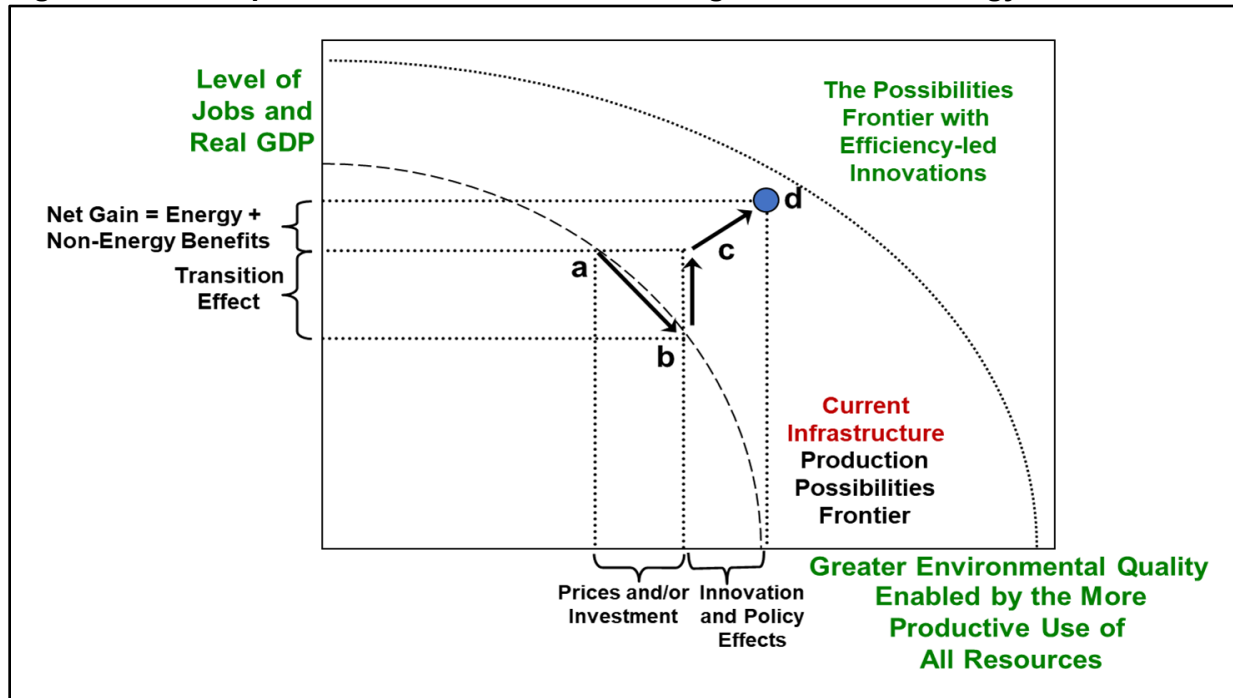 Level of
Jobs and
Real GDP
The Possibilities
Frontier with
Efficiency-led
Innovations
Net Gain = Energy +
Non-Energy Benefits
Transition
Effect
a
b
c
d
Current
Infrastructure
Production
Possibilities
Frontier
Prices and/or
Investment
Innovation
and Policy
Effects
Greater Environmental Quality
Enabled by the More
Productive Use of
All Resources